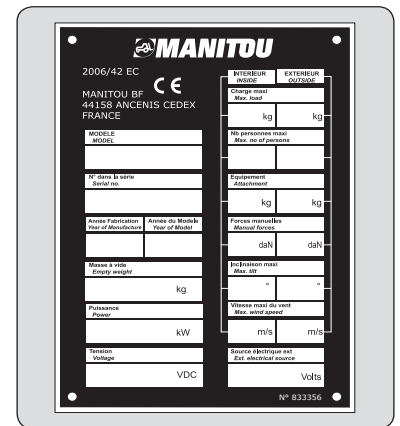 MANITOU
2006/42 EC
CE
MANITOU BF
44158 ANCENIS CEDEX
FRANCE
MODELE
MODEL
N° dans la série
Serial no.
Année Fabrication
Year of Manufacture
Année du Modele
Year of Model
Masse à vide
Empty weight
kg
Puissance
Power
kW
Tension
Voltage
VDC
INTERIEUR
INSIDE
EXTERIEUR
OUTSIDE
Charge maxi
Max. load
kg kg
Nb personnes maxi
Max. no of persons
Equipement
Attachment
kg kg
Forces manuelles
Manual forces
daN daN
Inclinaison maxi
Max. tilt
° °
Vitesse maxi du vent
Max. wind speed
m/s m/s
Source électrique ext
Ext. electrical source
Volts
N° 833356